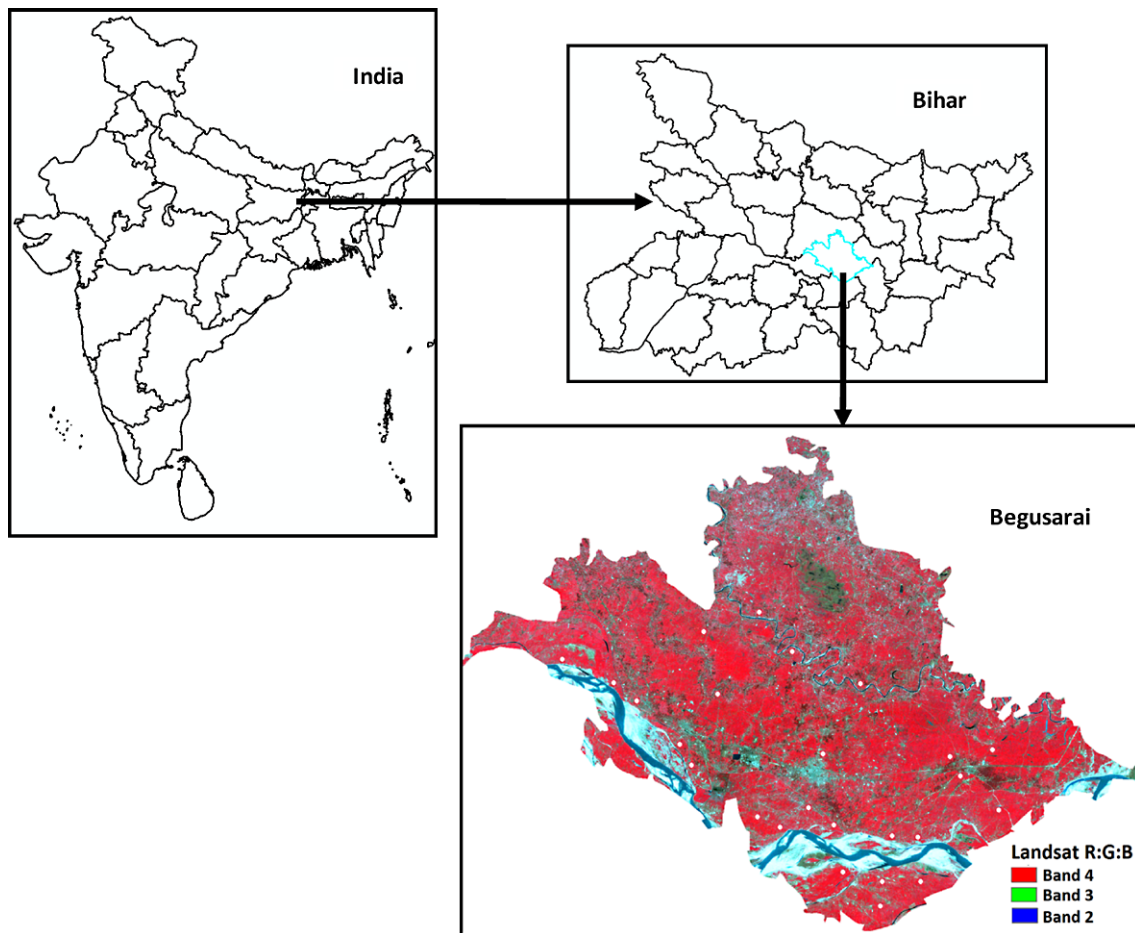 India
Bihar
Begusarai
Landsat R:G:B
Band 4
Band 3
Band 2